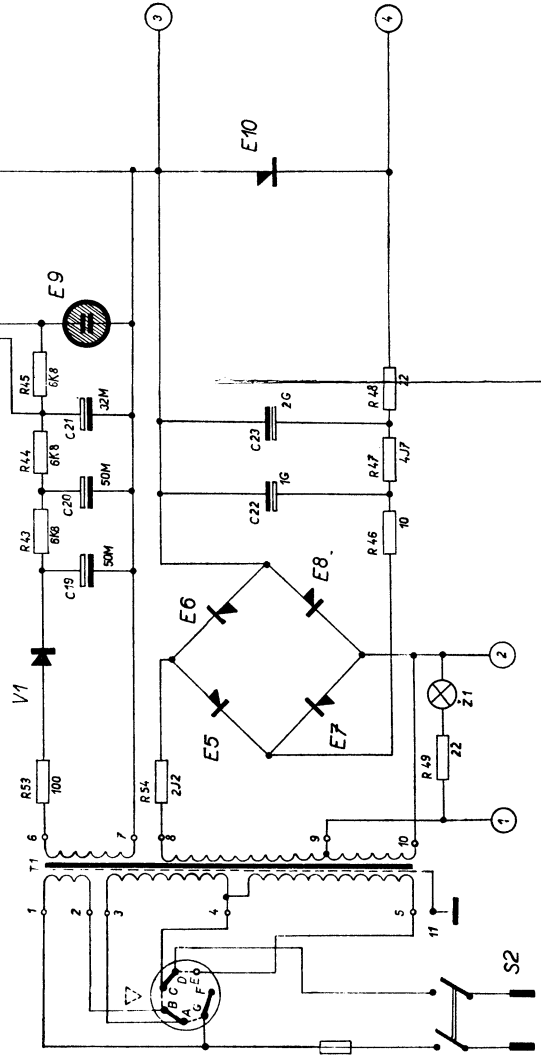 3
4
E10
E9
R45
6K8
32M
C21
R44
6K8
50M
C20
R43
6K8
50M
C19
V1
R53
100
R48
22
2G
C23
R47
4J7
1G
C22
R46
10
E6
E8
E5
E7
R54
2J2
2
Ž1
R49
22
1
6
7
8
9
10
T1
1
2
3
4
5
11
B
C
D
E
F
G
A
S2